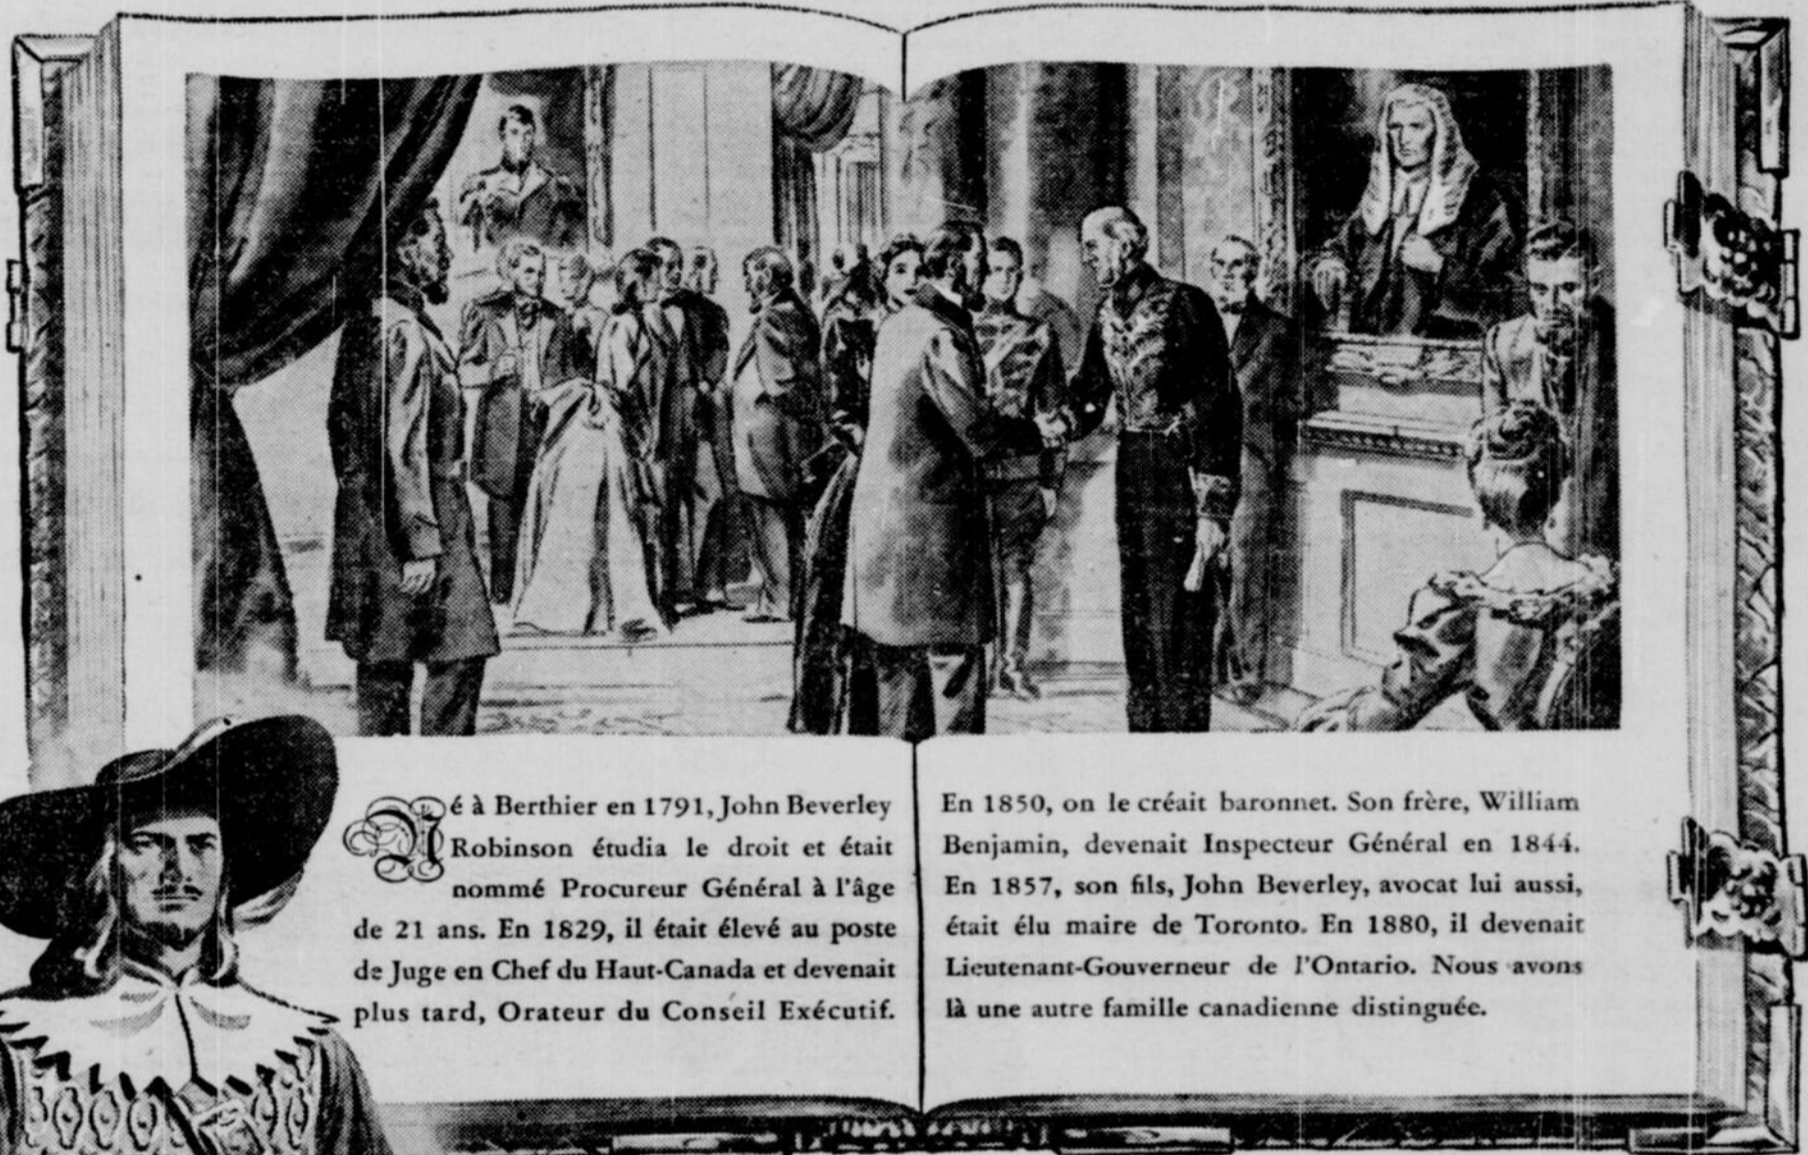 Né à Berthier en 1791, John Beverley
Robinson étudia le droit et était
nommé Procureur Général à l'âge
de 21 ans. En 1829, il était élevé au poste
de Juge en Chef du Haut-Canada et devenait
plus tard, Orateur du Conseil Exécutif.
En 1850, on le créait baronnet. Son frère, William
Benjamin, devenait Inspecteur Général en 1844.
En 1857, son fils, John Beverley, avocat lui aussi,
était élu maire de Toronto. En 1880, il devenait
Lieutenant-Gouverneur de l'Ontario. Nous avons
là une autre famille canadienne distinguée.